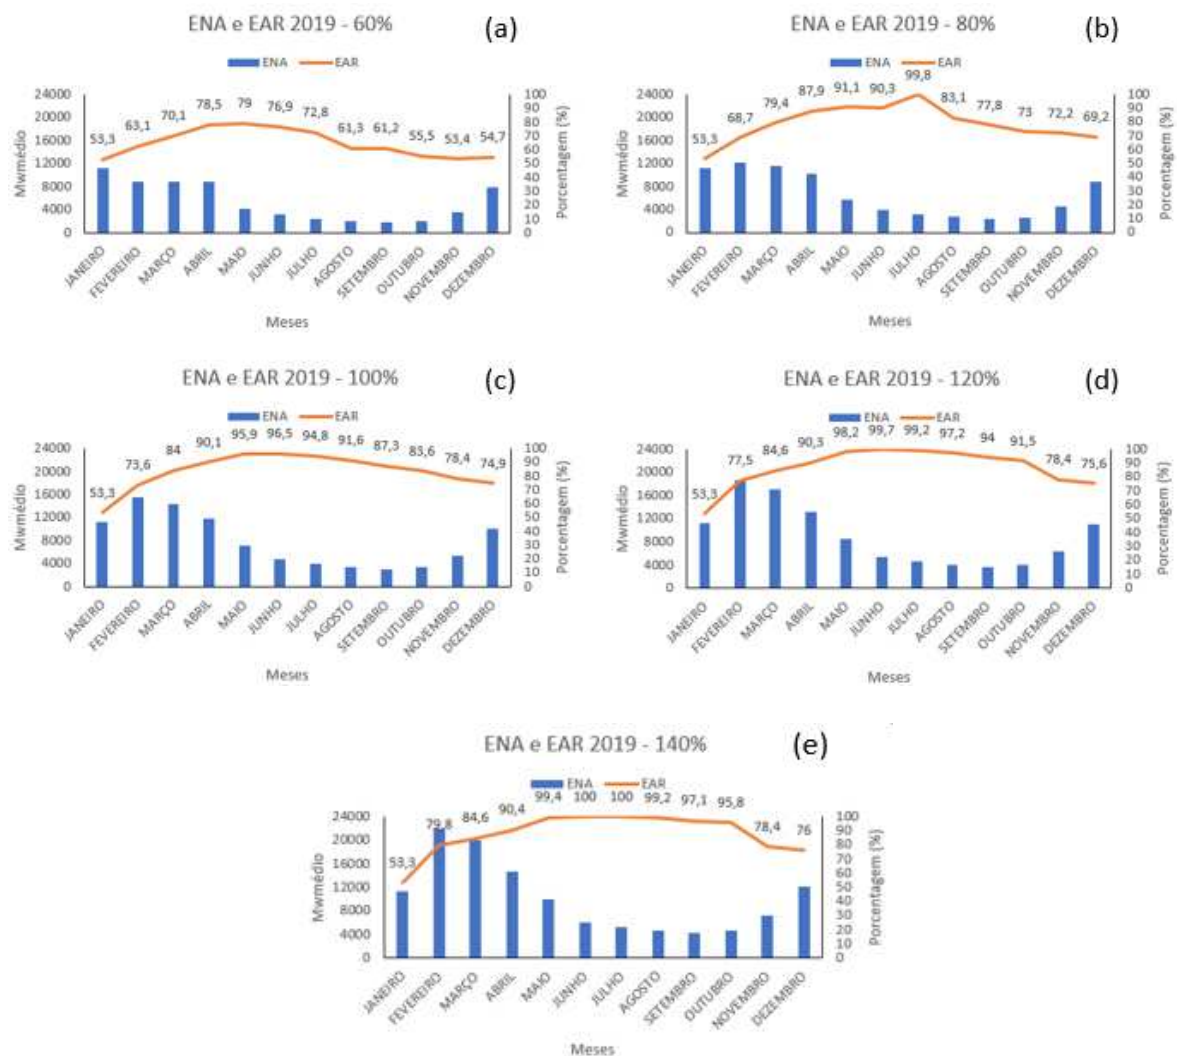 ENA e EAR 2019 - 60% (a)
ENA EAR
53,3 63,1 70,1 78,5 79 76,9 72,8 61,3 61,2 55,5 53,4 54,7
24000 20000 16000 12000 8000 4000 0
Mwmédio
100 90 80 70 60 50 40 30 20 10 0
Porcentagem (%)
JANEIRO FEVEREIRO MARÇO ABRIL MAIO JUNHO JULHO AGOSTO SETEMBRO OUTUBRO NOVEMBRO DEZEMBRO
Meses
ENA e EAR 2019 - 80% (b)
ENA EAR
53,3 68,7 79,4 87,9 91,1 90,3 99,8 83,1 77,8 73 72,2 69,2
24000 20000 16000 12000 8000 4000 0
Mwmédio
100 90 80 70 60 50 40 30 20 10 0
Porcentagem (%)
JANEIRO FEVEREIRO MARÇO ABRIL MAIO JUNHO JULHO AGOSTO SETEMBRO OUTUBRO NOVEMBRO DEZEMBRO
Meses
ENA e EAR 2019 - 100% (c)
ENA EAR
53,3 73,6 84 90,1 95,9 96,5 94,8 91,6 87,3 83,6 78,4 74,9
24000 20000 16000 12000 8000 4000 0
Mwmédio
100 90 80 70 60 50 40 30 20 10 0
Porcentagem (%)
JANEIRO FEVEREIRO MARÇO ABRIL MAIO JUNHO JULHO AGOSTO SETEMBRO OUTUBRO NOVEMBRO DEZEMBRO
Meses
ENA e EAR 2019 - 120% (d)
ENA EAR
53,3 77,5 84,6 90,3 98,2 99,7 99,2 97,2 94 91,5 78,4 75,6
24000 20000 16000 12000 8000 4000 0
Mwmédio
100 90 80 70 60 50 40 30 20 10 0
Porcentagem (%)
JANEIRO FEVEREIRO MARÇO ABRIL MAIO JUNHO JULHO AGOSTO SETEMBRO OUTUBRO NOVEMBRO DEZEMBRO
Meses
ENA e EAR 2019 - 140% (e)
ENA EAR
53,3 79,8 84,6 90,4 99,4 100 100 99,2 97,1 95,8 78,4 76
24000 20000 16000 12000 8000 4000 0
Mwmédio
100 90 80 70 60 50 40 30 20 10 0
Porcentagem (%)
JANEIRO FEVEREIRO MARÇO ABRIL MAIO JUNHO JULHO AGOSTO SETEMBRO OUTUBRO NOVEMBRO DEZEMBRO
Meses